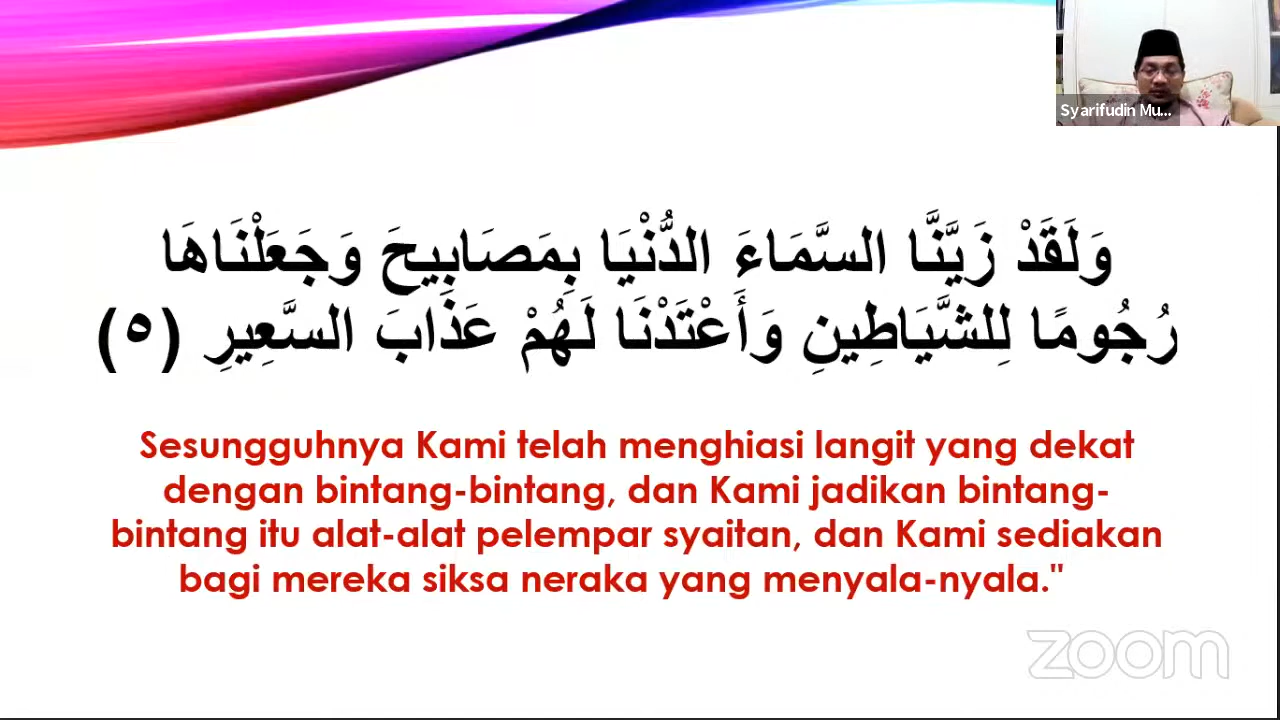 Syarifudin Mu...
وَلَقَدْ زَيَّنَّا السَّمَاءَ الدُّنْيَا بِمَصَابِيحَ وَجَعَلْنَاهَا
رُجُومًا لِلشَّيَاطِينِ وَأَعْتَدْنَا لَهُمْ عَذَابَ السَّعِيرِ (٥)
Sesungguhnya Kami telah menghiasi langit yang dekat
dengan bintang-bintang, dan Kami jadikan bintang-
bintang itu alat-alat pelempar syaitan, dan Kami sediakan
bagi mereka siksa neraka yang menyala-nyala."
zoom